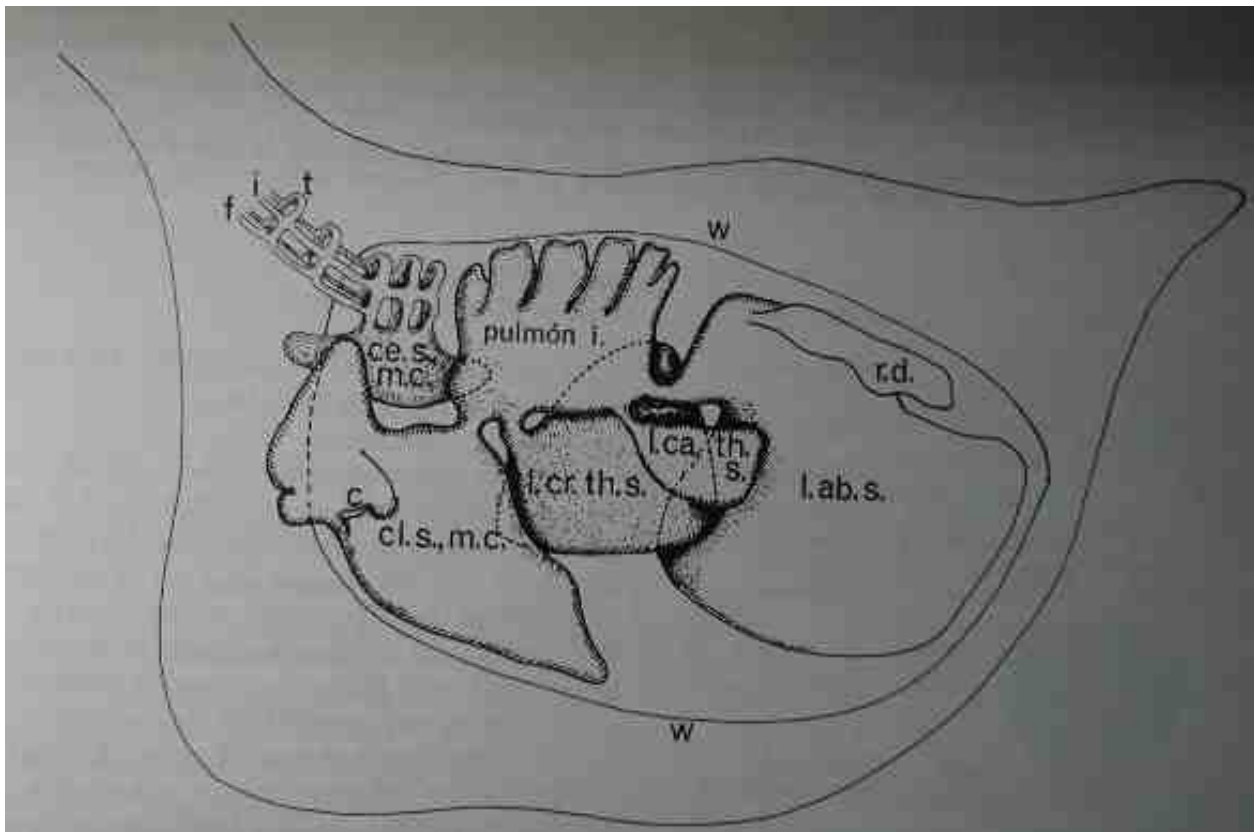 i t
f
w
pulmón i.
ce. s.,
m.c.
r.d.
l.ca. th.
s.
l.cr. th. s.
l.ab. s.
c.
cl. s., m.c.
w